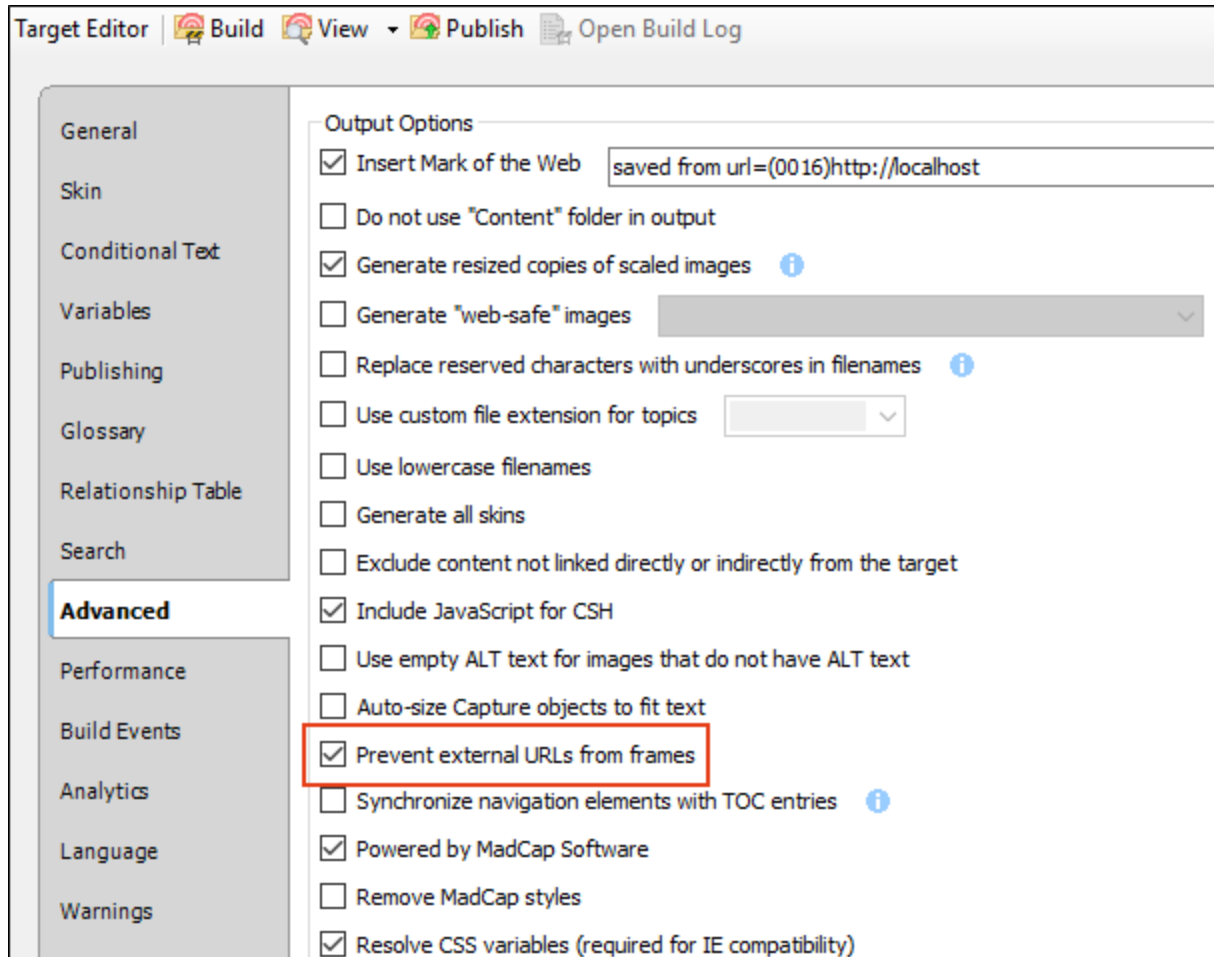 Target Editor Build View Publish Open Build Log
General
Skin
Conditional Text
Variables
Publishing
Glossary
Relationship Table
Search
Advanced
Performance
Build Events
Analytics
Language
Warnings
Output Options
Insert Mark of the Web saved from url=(0016)http://localhost
Do not use "Content" folder in output
Generate resized copies of scaled images
Generate "web-safe" images
Replace reserved characters with underscores in filenames
Use custom file extension for topics
Use lowercase filenames
Generate all skins
Exclude content not linked directly or indirectly from the target
Include JavaScript for CSH
Use empty ALT text for images that do not have ALT text
Auto-size Capture objects to fit text
Prevent external URLs from frames
Synchronize navigation elements with TOC entries
Powered by MadCap Software
Remove MadCap styles
Resolve CSS variables (required for IE compatibility)